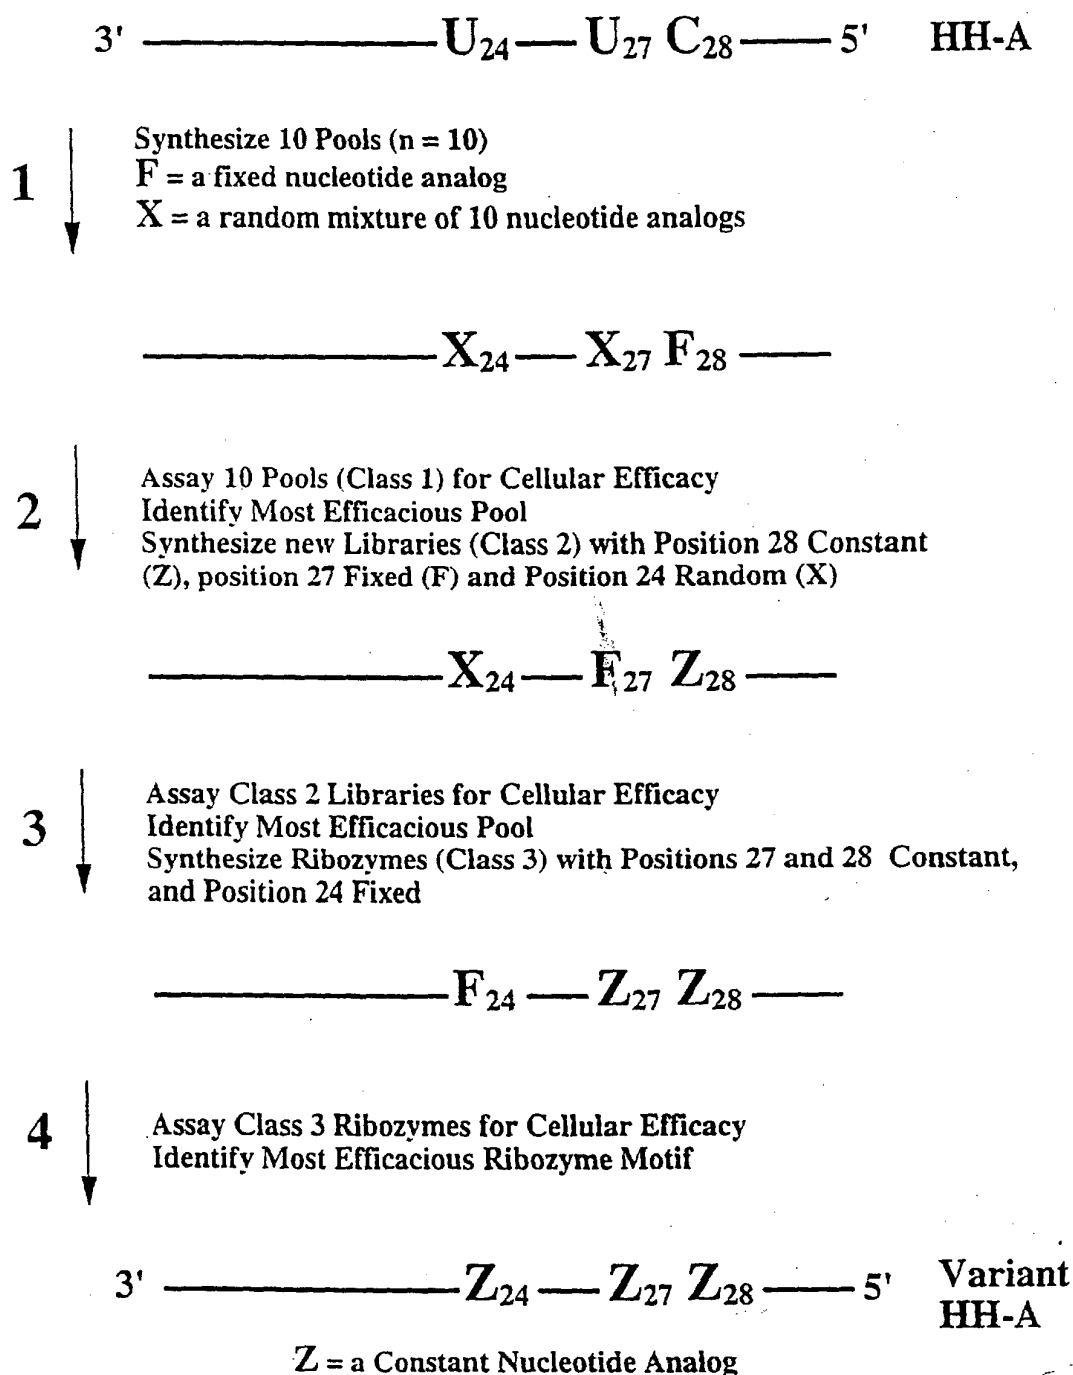 3' U24 U27 C28 5' HH-A
1
Synthesize 10 Pools (n = 10)
F = a fixed nucleotide analog
X = a random mixture of 10 nucleotide analogs
X24 X27 F28
2
Assay 10 Pools (Class 1) for Cellular Efficacy
Identify Most Efficacious Pool
Synthesize new Libraries (Class 2) with Position 28 Constant
(Z), position 27 Fixed (F) and Position 24 Random (X)
X24 F27 Z28
3
Assay Class 2 Libraries for Cellular Efficacy
Identify Most Efficacious Pool
Synthesize Ribozymes (Class 3) with Positions 27 and 28 Constant,
and Position 24 Fixed
F24 Z27 Z28
4
Assay Class 3 Ribozymes for Cellular Efficacy
Identify Most Efficacious Ribozyme Motif
3' Z24 Z27 Z28 5' Variant
HH-A
Z = a Constant Nucleotide Analog